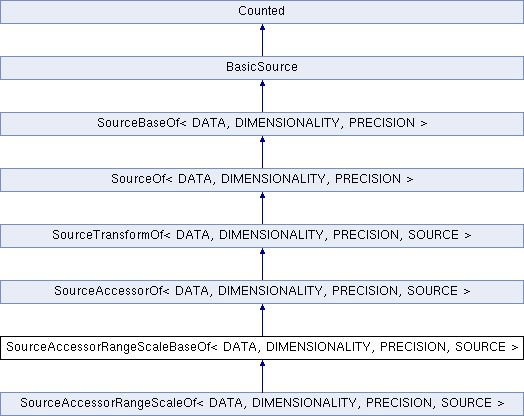 Counted
BasicSource
SourceBaseOf< DATA, DIMENSIONALITY, PRECISION >
SourceOf< DATA, DIMENSIONALITY, PRECISION >
SourceTransformOf< DATA, DIMENSIONALITY, PRECISION, SOURCE >
SourceAccessorOf< DATA, DIMENSIONALITY, PRECISION, SOURCE >
SourceAccessorRangeScaleBaseOf< DATA, DIMENSIONALITY, PRECISION, SOURCE >
SourceAccessorRangeScaleOf< DATA, DIMENSIONALITY, PRECISION, SOURCE >